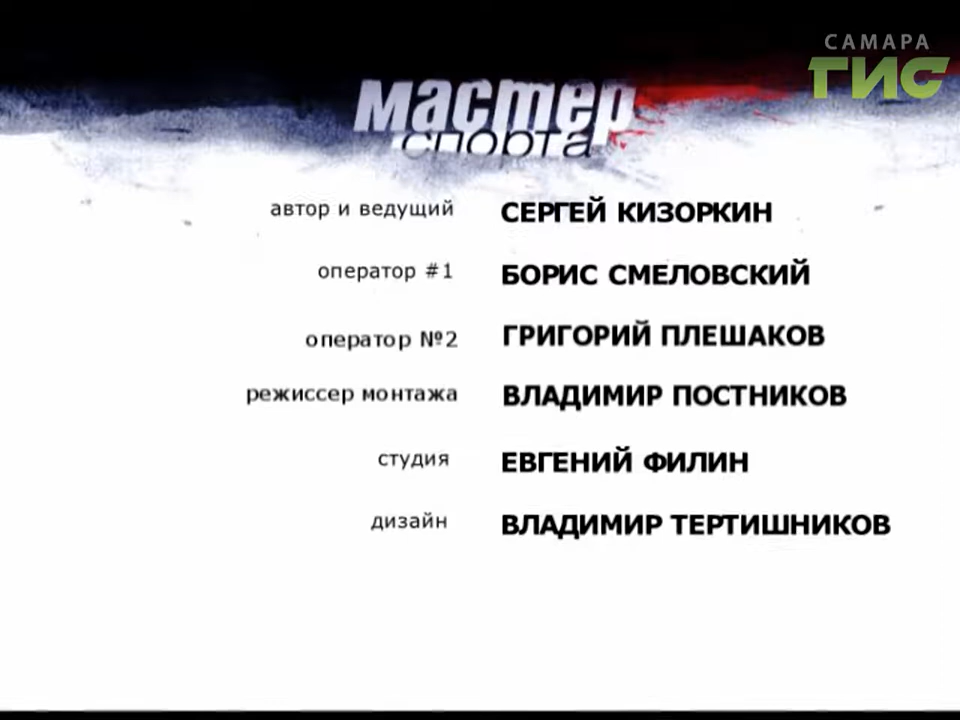 САМАРА
ГИС
мастер
спорта
автор и ведущий СЕРГЕЙ КИЗОРКИН
оператор #1 БОРИС СМЕЛОВСКИЙ
оператор №2 ГРИГОРИЙ ПЛЕШАКОВ
режиссер монтажа ВЛАДИМИР ПОСТНИКОВ
студия ЕВГЕНИЙ ФИЛИН
дизайн ВЛАДИМИР ТЕРТИШНИКОВ